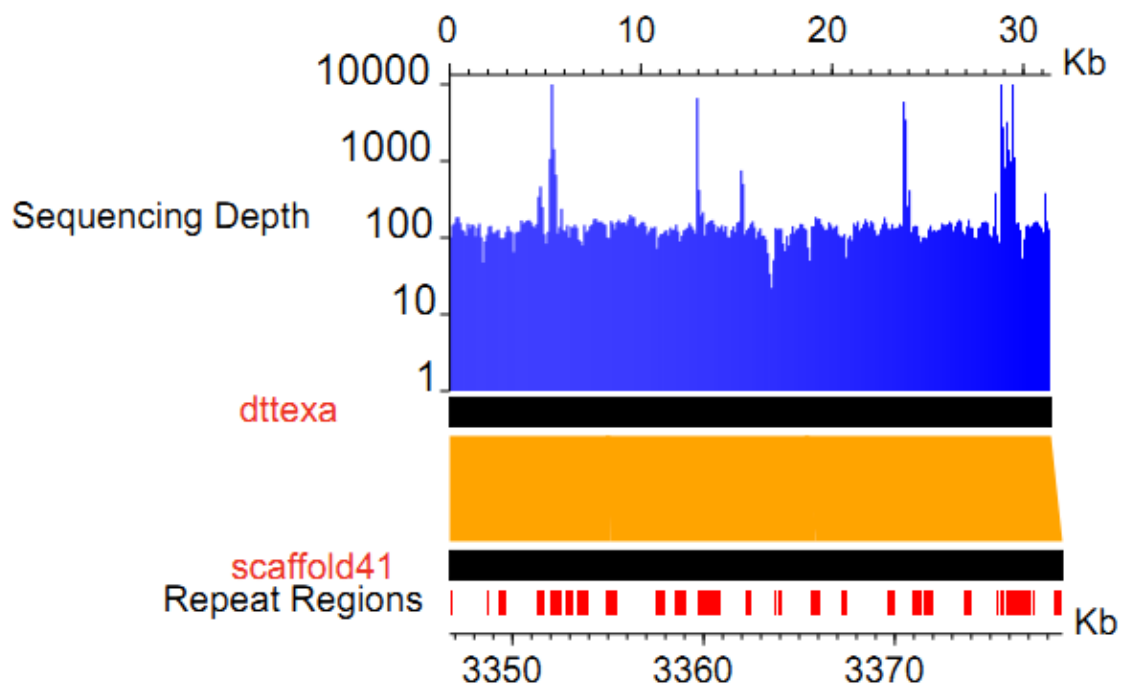 0 10 20 30
Kb
10000
1000
Sequencing Depth
100
10
1
dttexa
scaffold41
Repeat Regions
Kb
3350 3360 3370